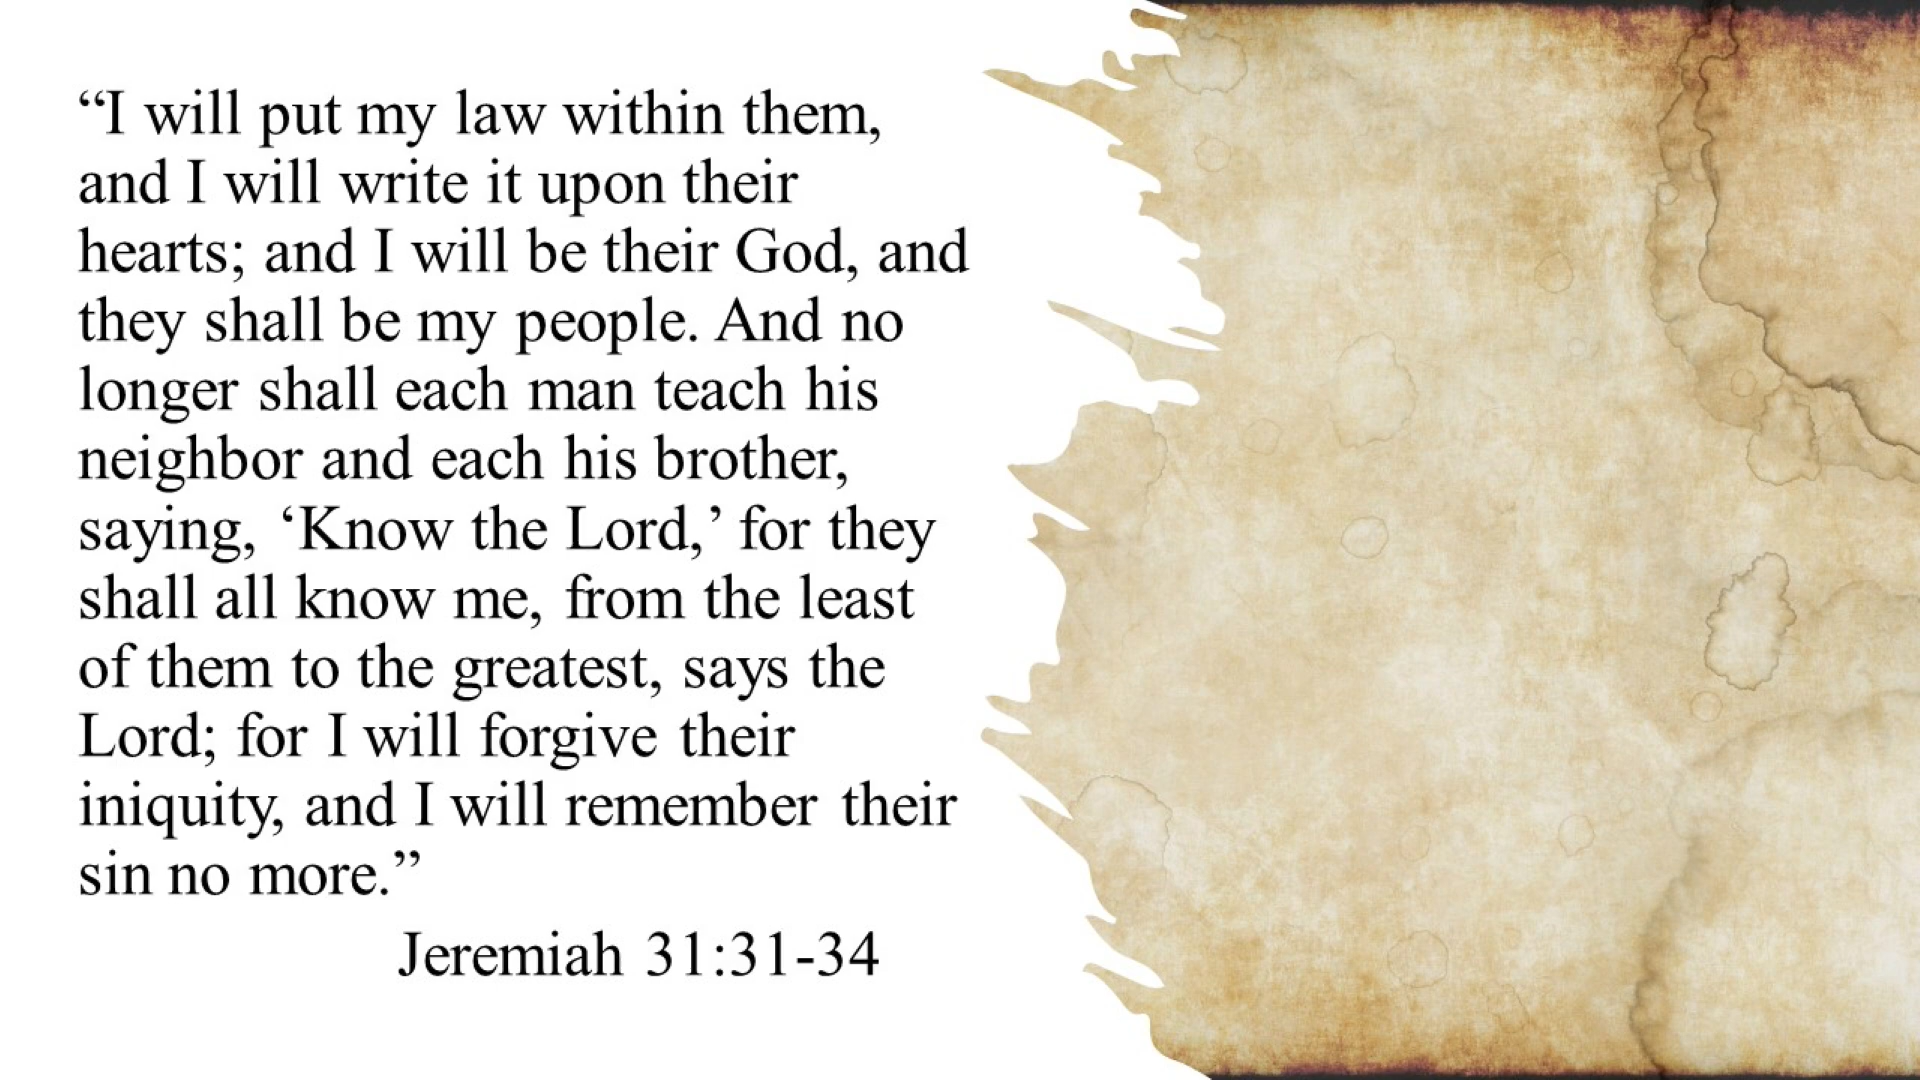 “I will put my law within them,
and I will write it upon their
hearts; and I will be their God, and
they shall be my people. And no
longer shall each man teach his
neighbor and each his brother,
saying, ‘Know the Lord,’ for they
shall all know me, from the least
of them to the greatest, says the
Lord; for I will forgive their
iniquity, and I will remember their
sin no more.”
Jeremiah 31:31-34